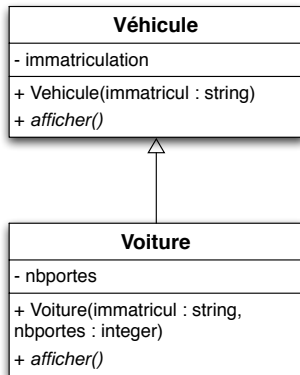 Véhicule
- immatriculation
+ Vehicule(immatricul : string)
+ afficher()
Voiture
- nbportes
+ Voiture(immatricul : string,
nbportes : integer)
+ afficher()